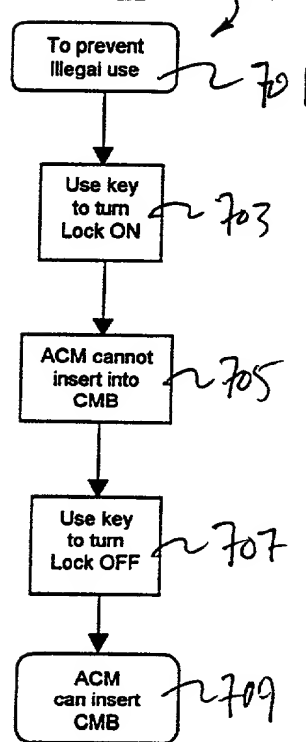 To prevent
Illegal use
701
Use key
to turn
Lock ON
703
ACM cannot
insert into
CMB
705
Use key
to turn
Lock OFF
707
ACM
can insert
CMB
709